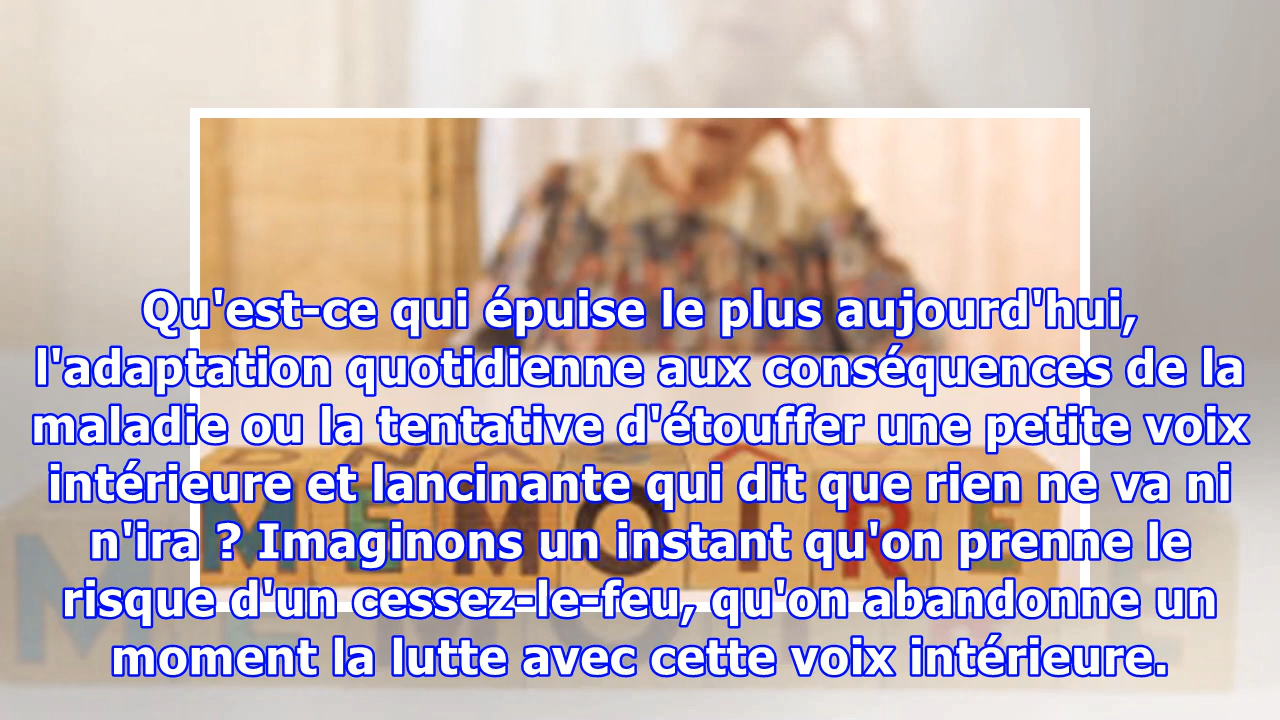 Qu'est-ce qui épuise le plus aujourd'hui,
l'adaptation quotidienne aux conséquences de la
maladie ou la tentative d'étouffer une petite voix
intérieure et lancinante qui dit que rien ne va ni
n'ira ? Imaginons un instant qu'on prenne le
risque d'un cessez-le-feu, qu'on abandonne un
moment la lutte avec cette voix intérieure.
MEMOIRE